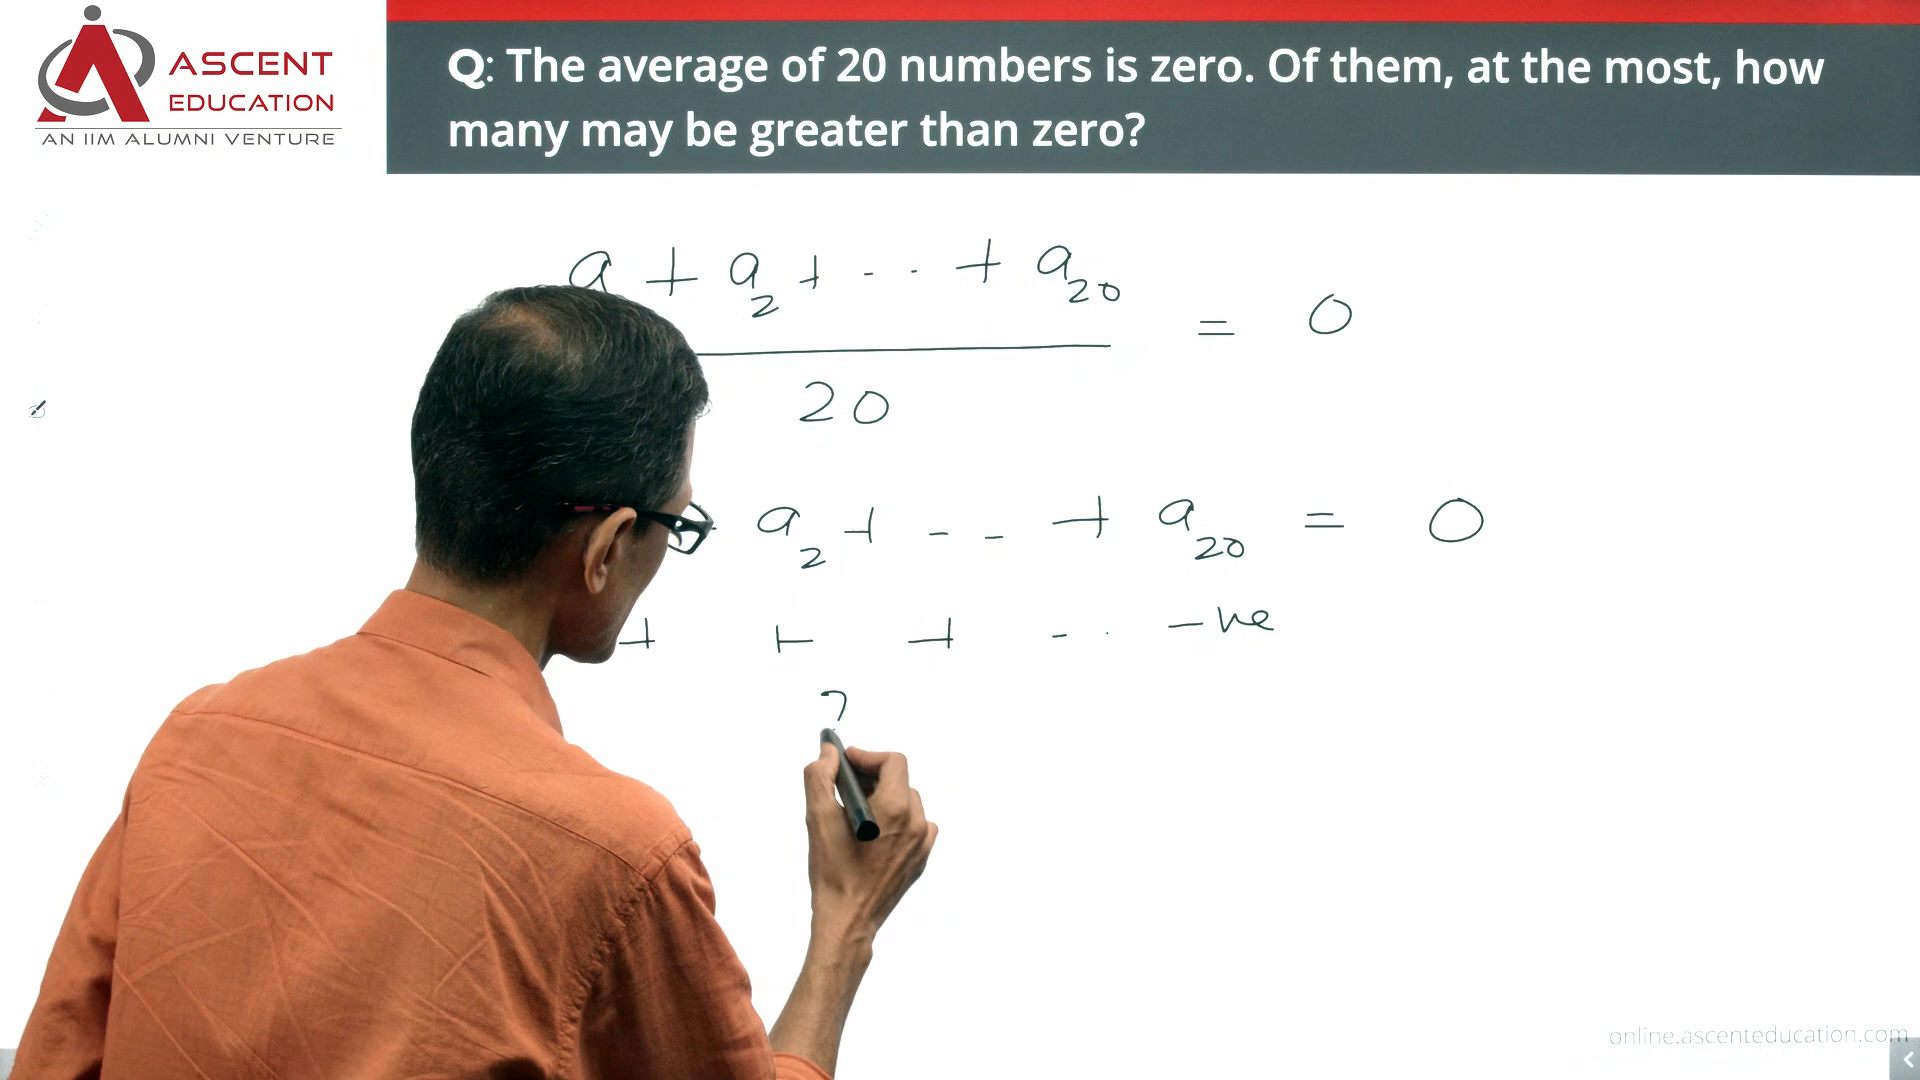 ASCENT
EDUCATION
AN IIM ALUMNI VENTURE
Q: The average of 20 numbers is zero. Of them, at the most, how
many may be greater than zero?
a + a2 + .. + a20
= 0
20
a2 + -- + a20 = 0
+ + + -. -ve
?
online.ascenteducation.com